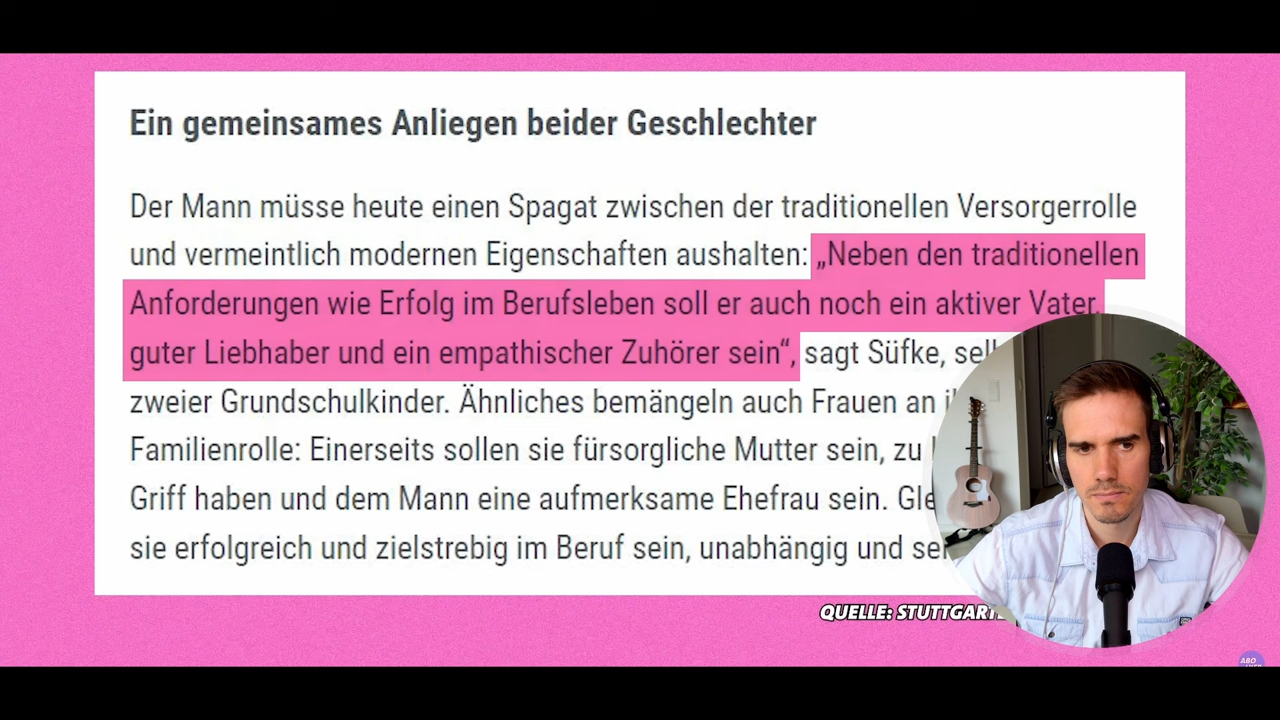 Ein gemeinsames Anliegen beider Geschlechter
Der Mann müsse heute einen Spagat zwischen der traditionellen Versorgerrolle
und vermeintlich modernen Eigenschaften aushalten: „Neben den traditionellen
Anforderungen wie Erfolg im Berufsleben soll er auch noch ein aktiver Vater,
guter Liebhaber und ein empathischer Zuhörer sein“, sagt Süfke,
zweier Grundschulkinder. Ähnliches bemängeln auch Frauen an
Familienrolle: Einerseits sollen sie fürsorgliche Mutter sein, zu
Griff haben und dem Mann eine aufmerksame Ehefrau sein.
sie erfolgreich und zielstrebig im Beruf sein, unabhängig und
QUELLE:
ABO